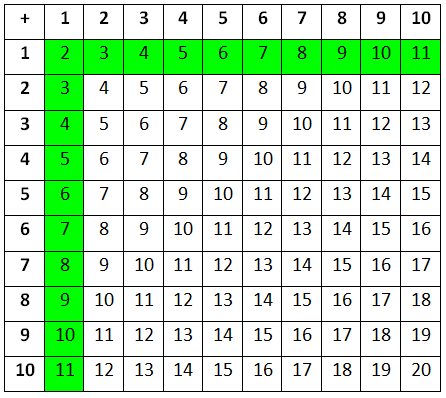 + 1 2 3 4 5 6 7 8 9 10
1 2 3 4 5 6 7 8 9 10 11
2 3 4 5 6 7 8 9 10 11 12
3 4 5 6 7 8 9 10 11 12 13
4 5 6 7 8 9 10 11 12 13 14
5 6 7 8 9 10 11 12 13 14 15
6 7 8 9 10 11 12 13 14 15 16
7 8 9 10 11 12 13 14 15 16 17
8 9 10 11 12 13 14 15 16 17 18
9 10 11 12 13 14 15 16 17 18 19
10 11 12 13 14 15 16 17 18 19 20